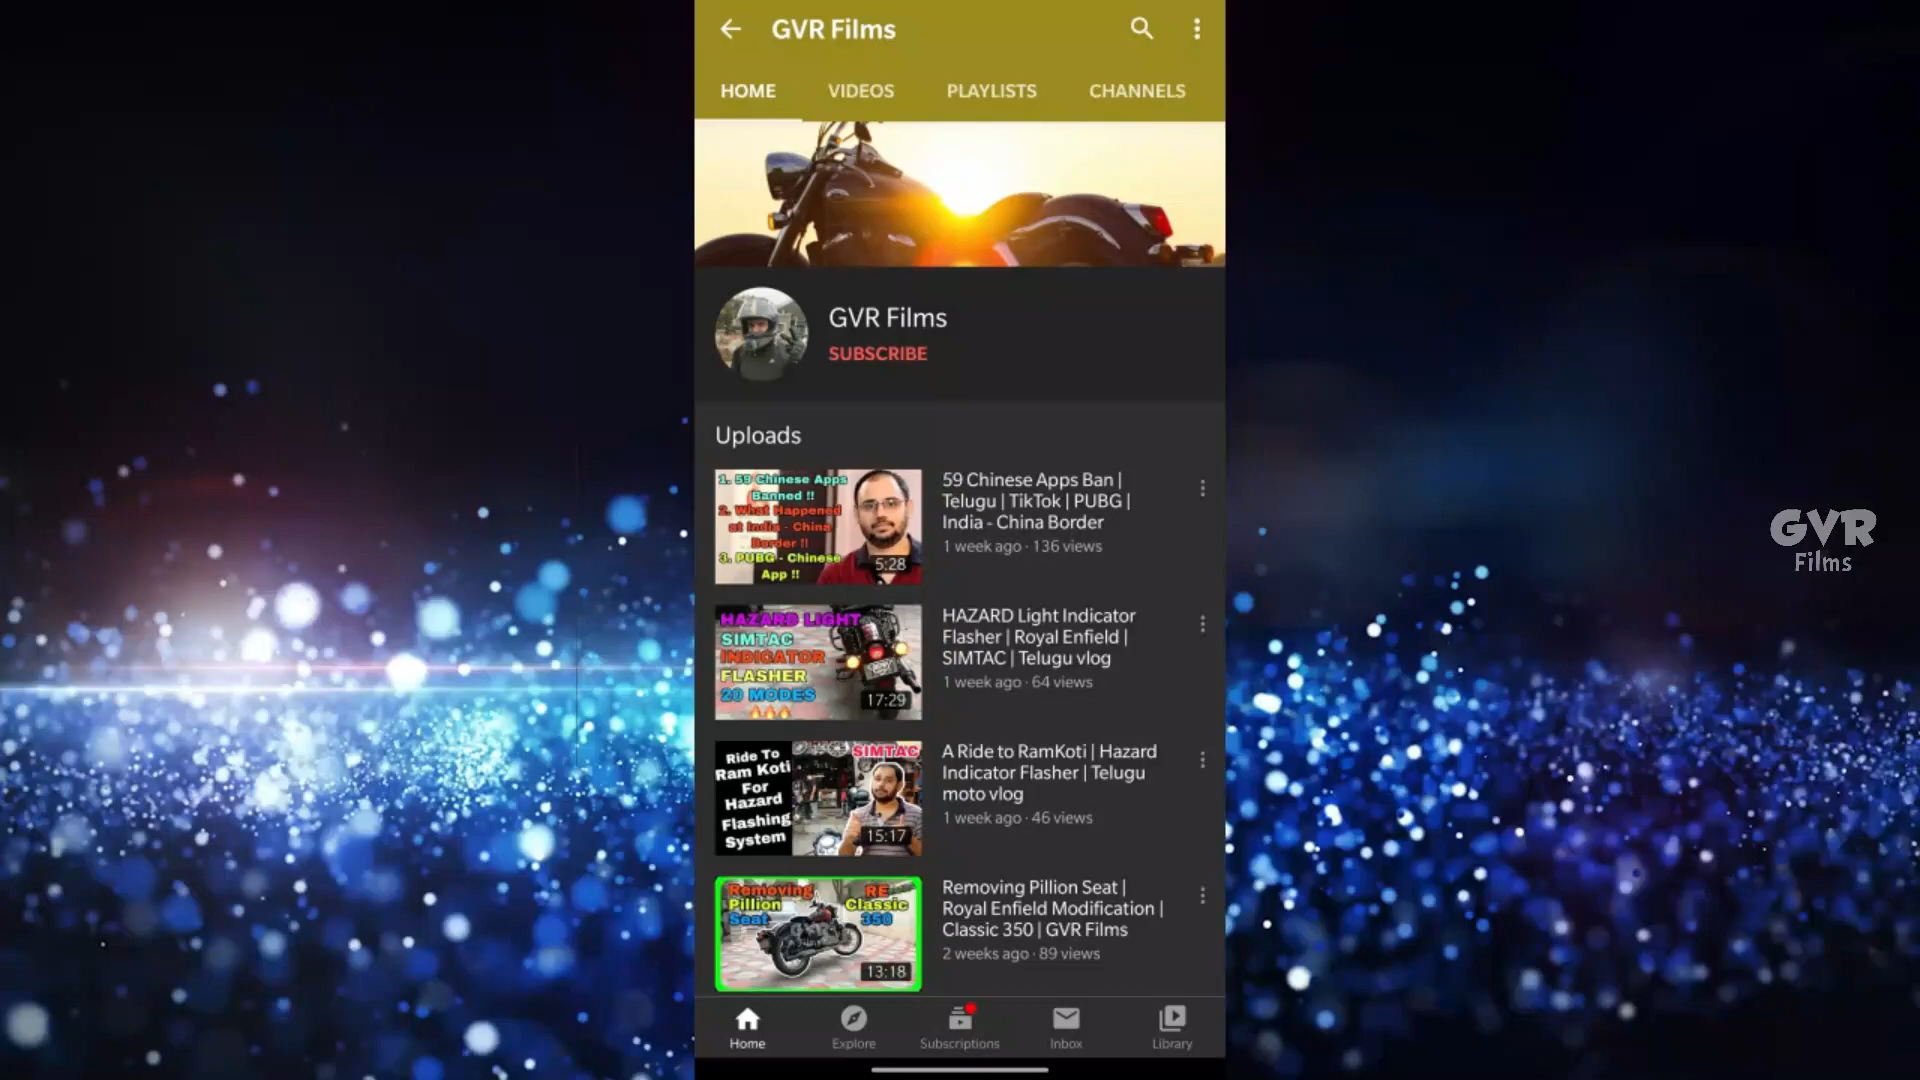 GVR Films
HOME VIDEOS PLAYLISTS CHANNELS
GVR Films
SUBSCRIBE
Uploads
1. 59 Chinese Apps
Banned !!
2. What Happened
at India - China
Border !!
3. PUBG - Chinese
App !!
5:28
59 Chinese Apps Ban |
Telugu | TikTok | PUBG |
India - China Border
1 week ago · 136 views
HAZARD LIGHT
SIMTAC
INDICATOR
FLASHER
20 MODES
17:29
HAZARD Light Indicator
Flasher | Royal Enfield |
SIMTAC | Telugu vlog
1 week ago · 64 views
Ride To
Ram Koti
For
Hazard
Flashing
System
SIMTAC
15:17
A Ride to RamKoti | Hazard
Indicator Flasher | Telugu
moto vlog
1 week ago · 46 views
Removing
Pillion
Seat
RE
Classic
350
GVR
13:18
Removing Pillion Seat |
Royal Enfield Modification |
Classic 350 | GVR Films
2 weeks ago · 89 views
Home Explore Subscriptions Inbox Library
GVR
Films